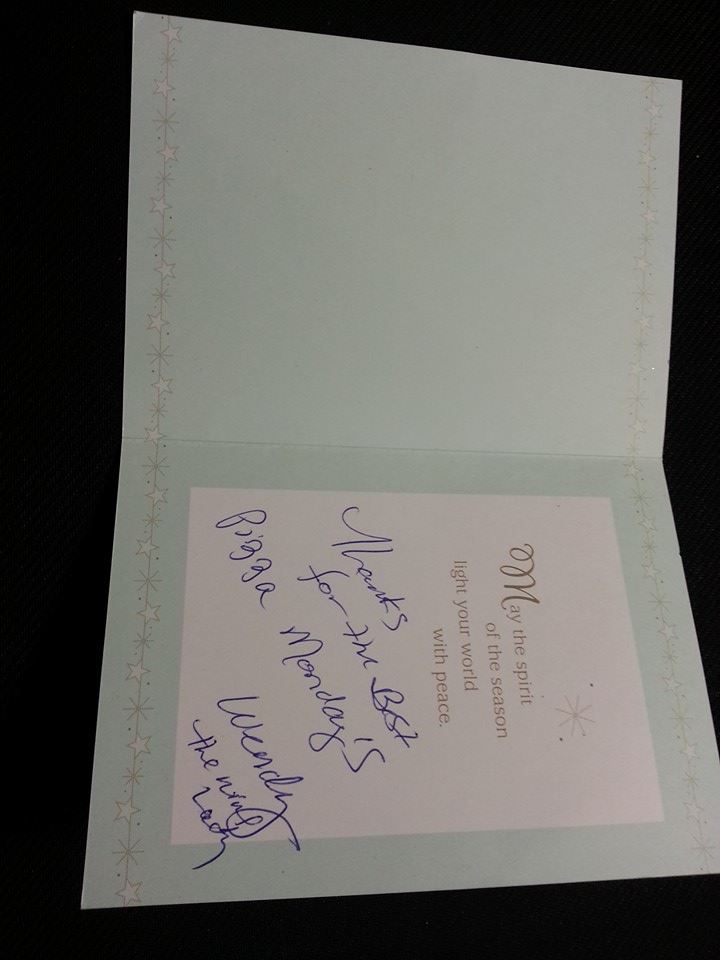 May the spirit
of the season
light your world
with peace.
Thanks
for the Best
Pizza Monday's
Wendy
the
Lady